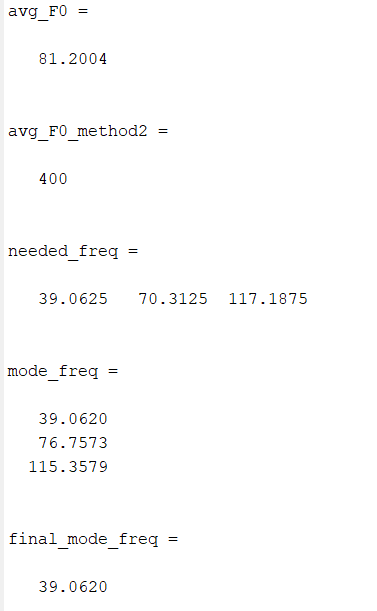 avg_F0 =
81.2004
avg_F0_method2 =
400
needed_freq =
39.0625 70.3125 117.1875
mode_freq =
39.0620
76.7573
115.3579
final_mode_freq =
39.0620